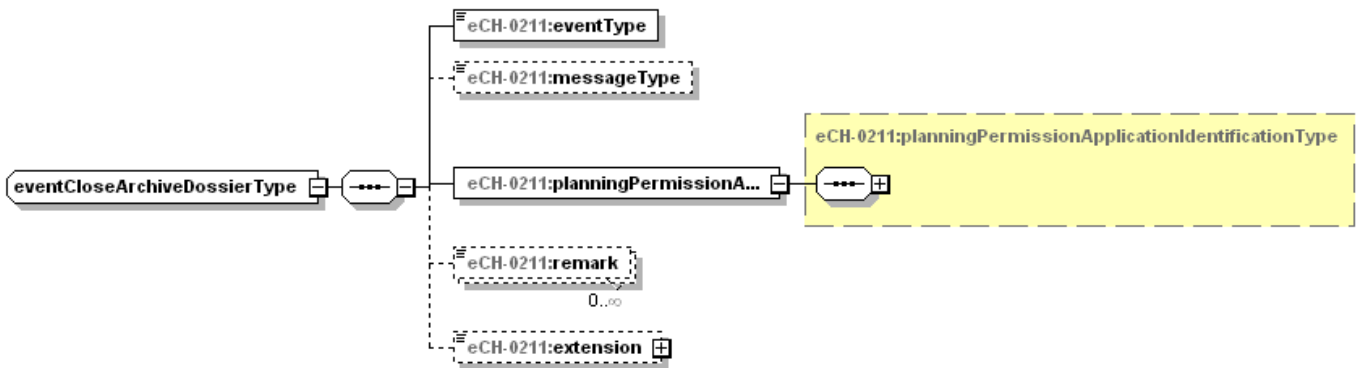 eCH-0211:eventType
eCH-0211:messageType
eCH-0211:planningPermissionApplicationIdentificationType
eventCloseArchiveDossierType
eCH-0211:planningPermissionA...
eCH-0211:remark
0..∞
eCH-0211:extension